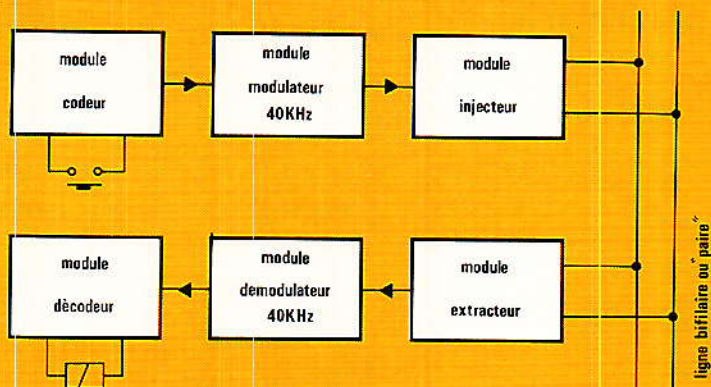 module
codeur
module
modulateur
40KHz
module
injecteur
module
dècodeur
module
demodulateur
40KHz
module
extracteur
ligne bifilaire ou "paire"